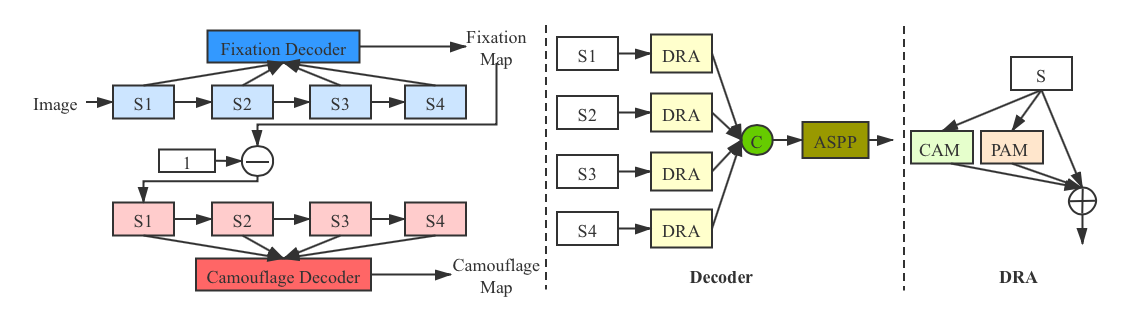 Fixation Decoder
Fixation
Map
Image
S1
S2
S3
S4
1
S1
S2
S3
S4
Camouflage Decoder
Camouflage
Map
S1
DRA
S2
DRA
C
ASPP
S3
DRA
S4
DRA
Decoder
S
CAM
PAM
DRA